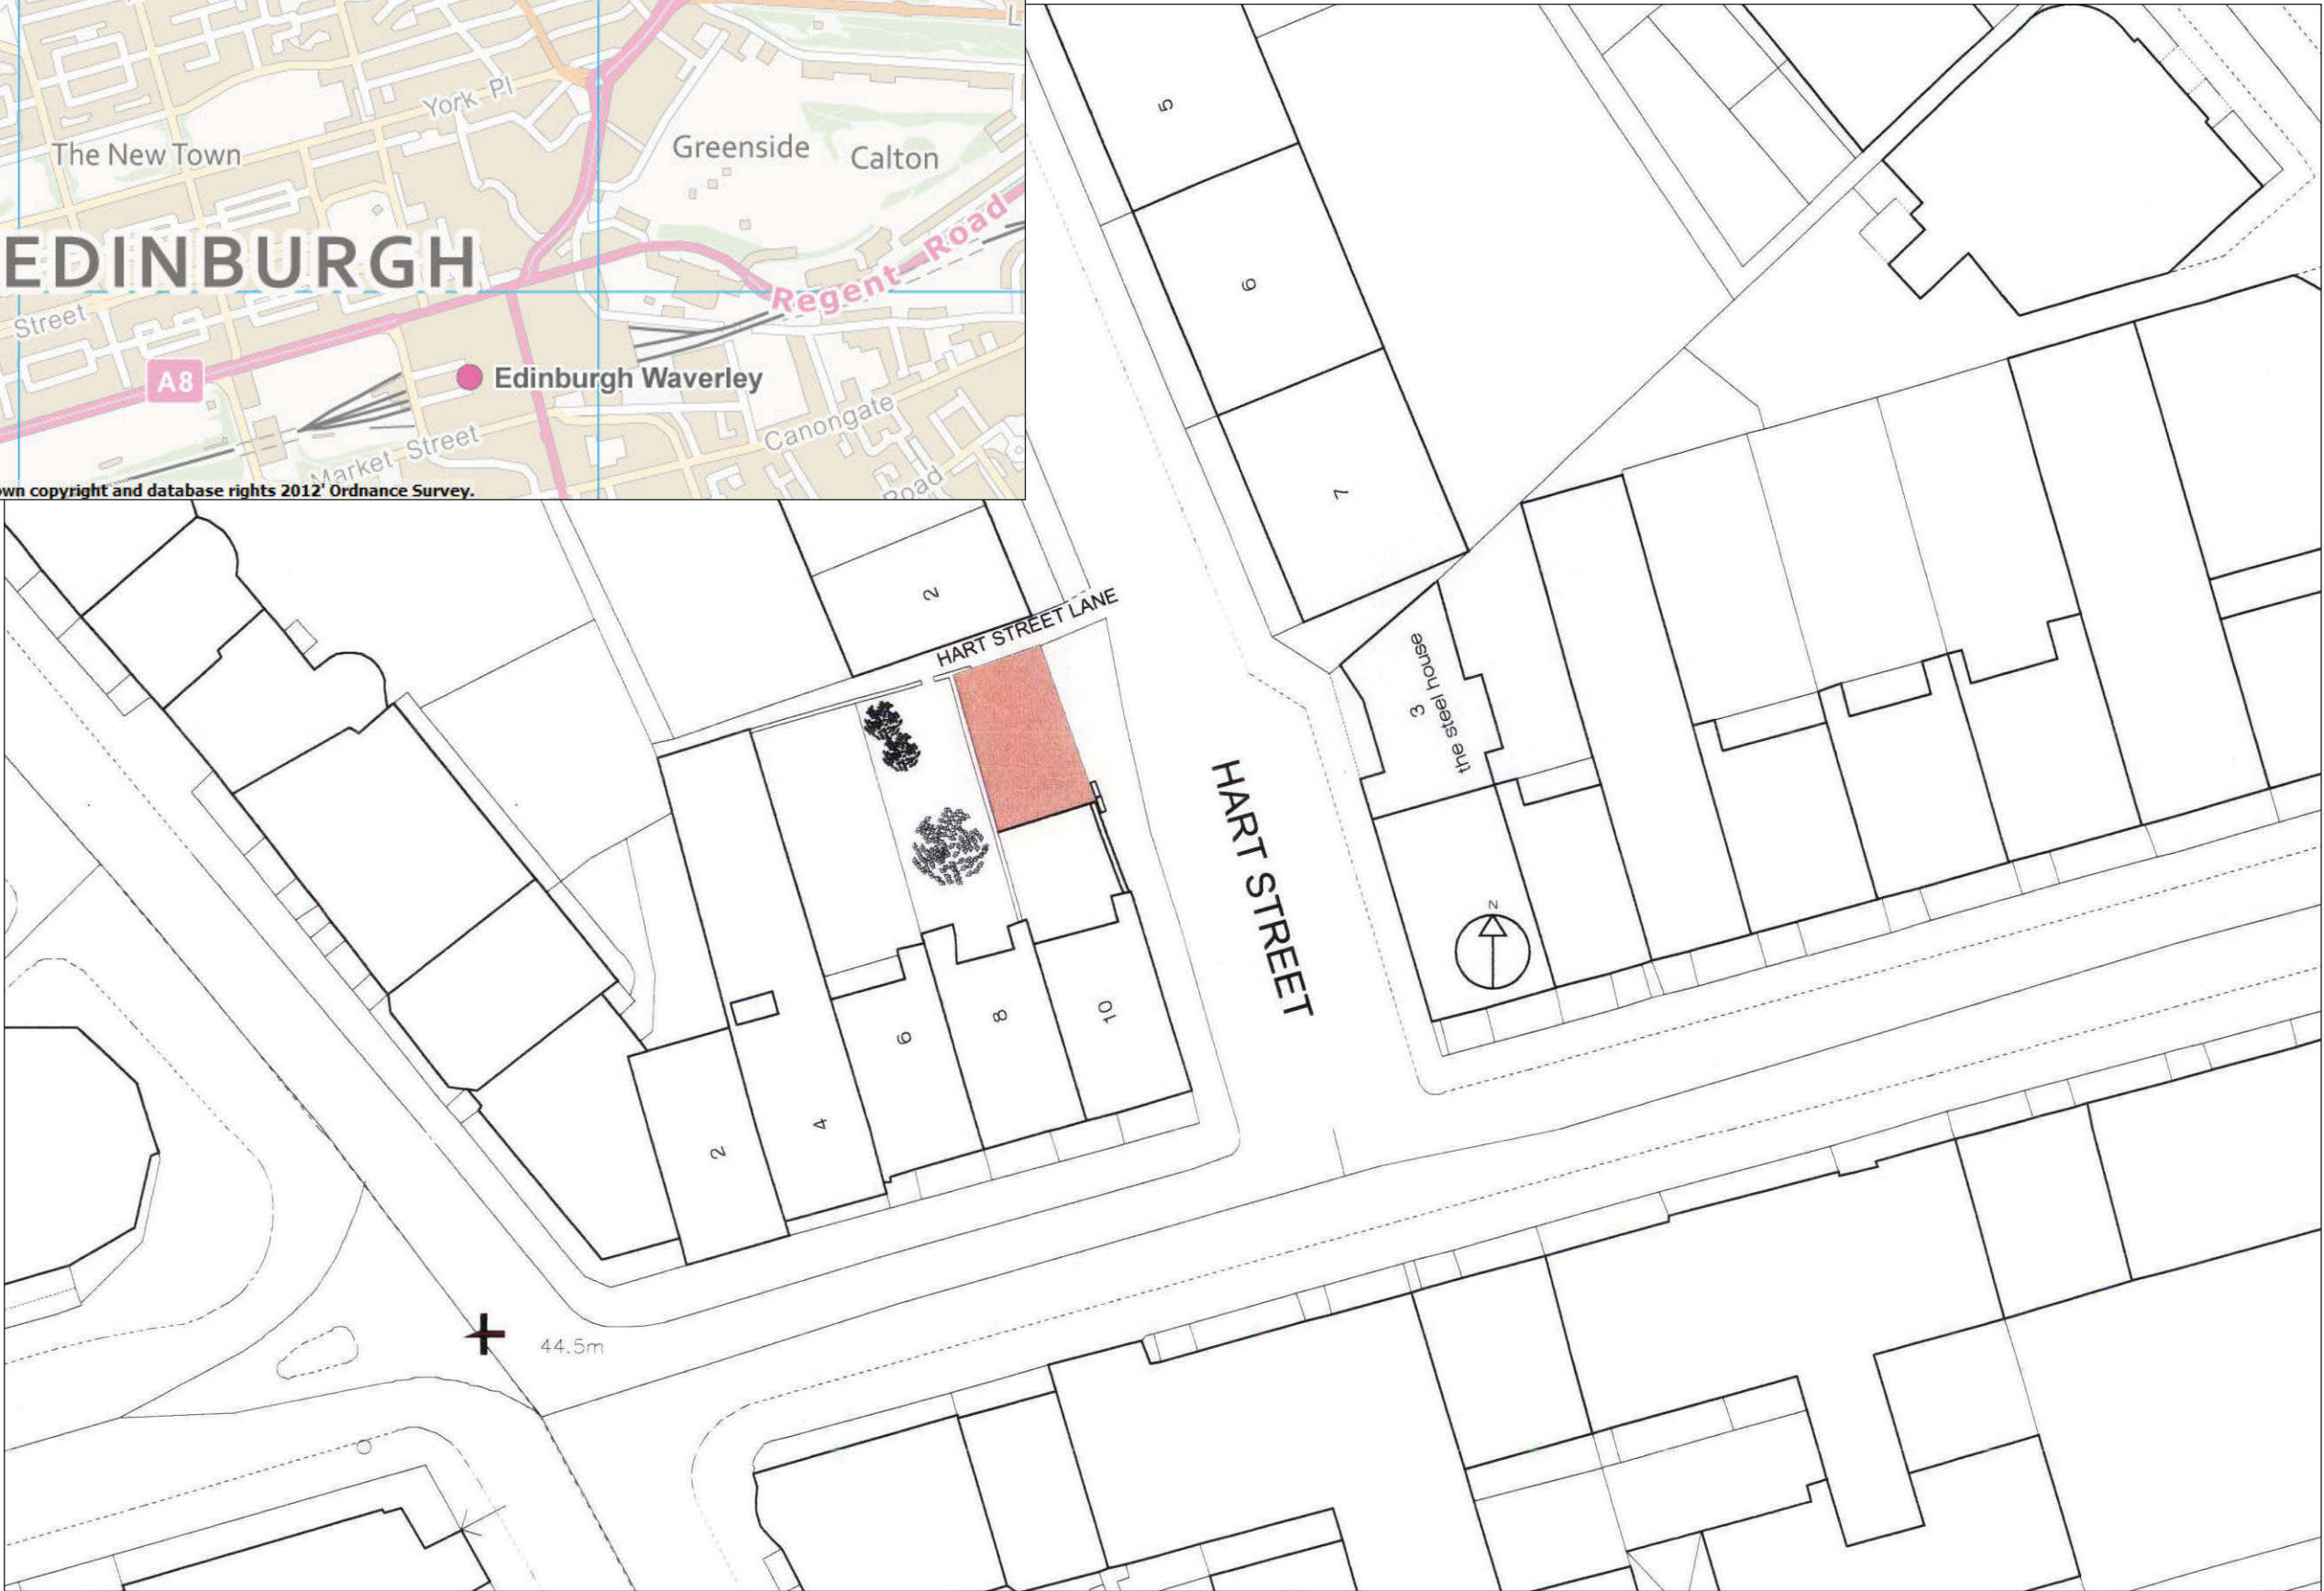 L
York Pl
The New Town
Greenside
Calton
EDINBURGH
Regent Road
Street
A8
Edinburgh Waverley
Canongate
Market Street
Road
wn copyright and database rights 2012' Ordnance Survey.
5
6
7
2
HART STREET LANE
3
the steel house
HART STREET
N
2
4
6
8
10
44.5m